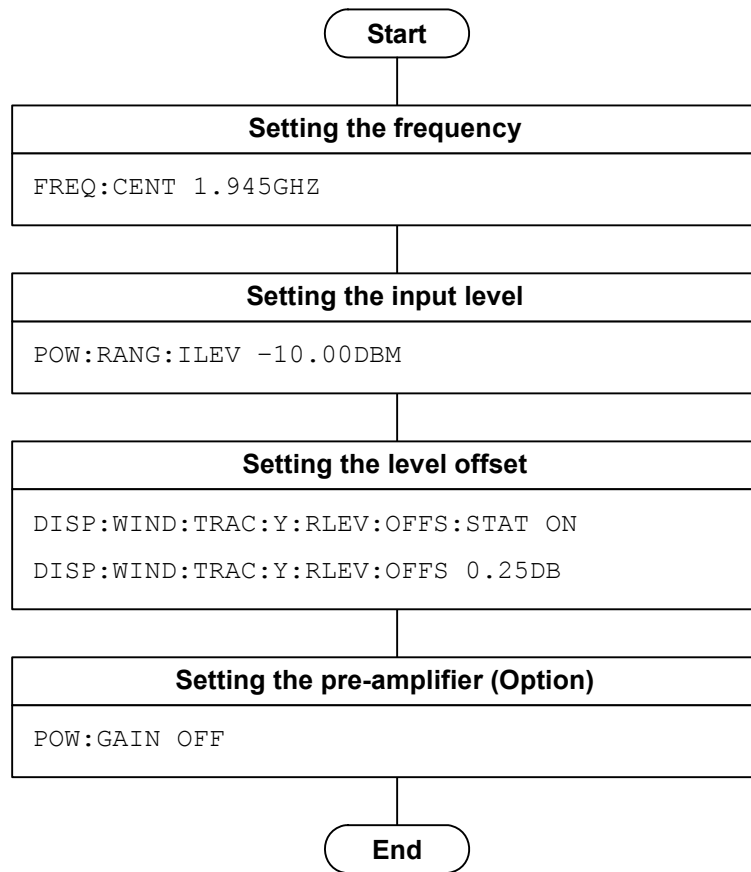 Start
Setting the frequency
FREQ:CENT 1.945GHZ
Setting the input level
POW:RANG:ILEV −10.00DBM
Setting the level offset
DISP:WIND:TRAC:Y:RLEV:OFFS:STAT ON
DISP:WIND:TRAC:Y:RLEV:OFFS 0.25DB
Setting the pre-amplifier (Option)
POW:GAIN OFF
End